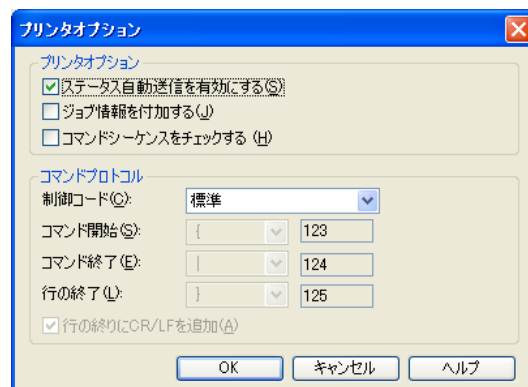 プリンタオプション
プリンタオプション
ステータス自動送信を有効にする(S)
ジョブ情報を付加する(J)
コマンドシーケンスをチェックする (H)
コマンドプロトコル
制御コード(C): 標準
コマンド開始(S): { 123
コマンド終了(E): | 124
行の終了(L): } 125
行の終りにCR/LFを追加(A)
OK キャンセル ヘルプ